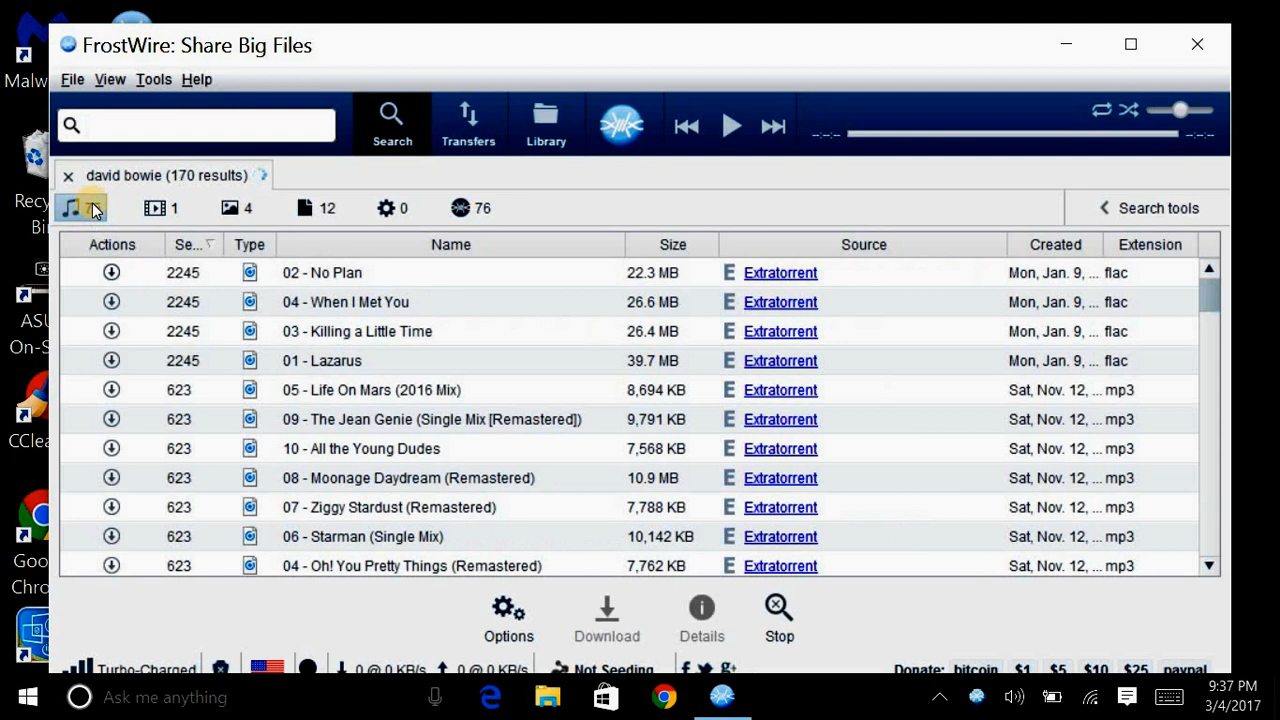 FrostWire: Share Big Files
File View Tools Help
Search Transfers Library
-:--:-- -:--:--
david bowie (170 results)
1 4 12 0 76 Search tools
Actions Se... Type Name Size Source Created Extension
2245 02 - No Plan 22.3 MB E Extratorrent Mon, Jan. 9, ... flac
2245 04 - When I Met You 26.6 MB E Extratorrent Mon, Jan. 9, ... flac
2245 03 - Killing a Little Time 26.4 MB E Extratorrent Mon, Jan. 9, ... flac
2245 01 - Lazarus 39.7 MB E Extratorrent Mon, Jan. 9, ... flac
623 05 - Life On Mars (2016 Mix) 8,694 KB E Extratorrent Sat, Nov. 12, ... mp3
623 09 - The Jean Genie (Single Mix [Remastered]) 9,791 KB E Extratorrent Sat, Nov. 12, ... mp3
623 10 - All the Young Dudes 7,568 KB E Extratorrent Sat, Nov. 12, ... mp3
623 08 - Moonage Daydream (Remastered) 10.9 MB E Extratorrent Sat, Nov. 12, ... mp3
623 07 - Ziggy Stardust (Remastered) 7,788 KB E Extratorrent Sat, Nov. 12, ... mp3
623 06 - Starman (Single Mix) 10,142 KB E Extratorrent Sat, Nov. 12, ... mp3
623 04 - Oh! You Pretty Things (Remastered) 7,762 KB E Extratorrent Sat, Nov. 12, ... mp3
Options Download Details Stop
Turbo-Charged 0 @ 0 KB/s 0 @ 0 KB/s Not Seeding Donate: bitcoin $1 $5 $10 $25 paypal
Malw
Recy
Bi
ASU
On-S
CClea
Goo
Chro
Ask me anything
9:37 PM
3/4/2017